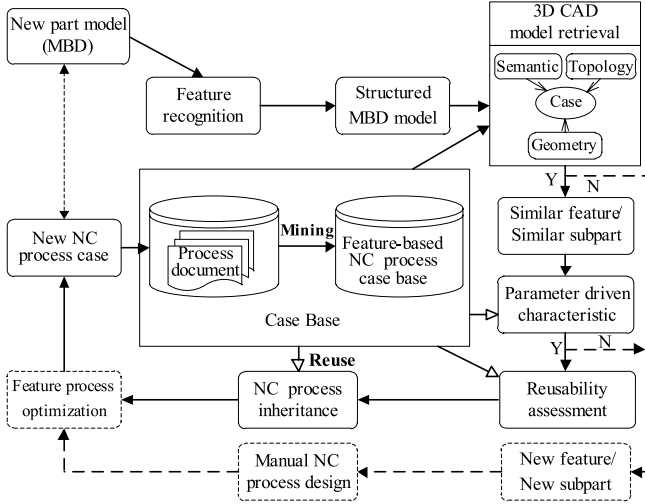 New part model
(MBD)
Feature
recognition
Structured
MBD model
3D CAD
model retrieval
Semantic
Topology
Case
Geometry
Y
N
New NC
process case
Process
document
Mining
Feature-based
NC process
case base
Case Base
Similar feature/
Similar subpart
Parameter driven
characteristic
Y
N
Reuse
Feature process
optimization
NC process
inheritance
Reusability
assessment
Manual NC
process design
New feature/
New subpart